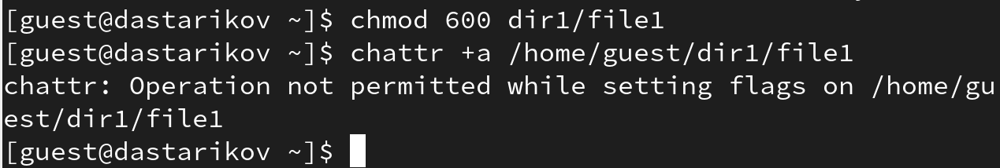 [guest@dastarikov ~]$ chmod 600 dir1/file1
[guest@dastarikov ~]$ chattr +a /home/guest/dir1/file1
chattr: Operation not permitted while setting flags on /home/gu
est/dir1/file1
[guest@dastarikov ~]$